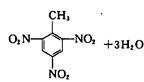 CH₃
O₂N NO₂ +3H₂O
NO₂